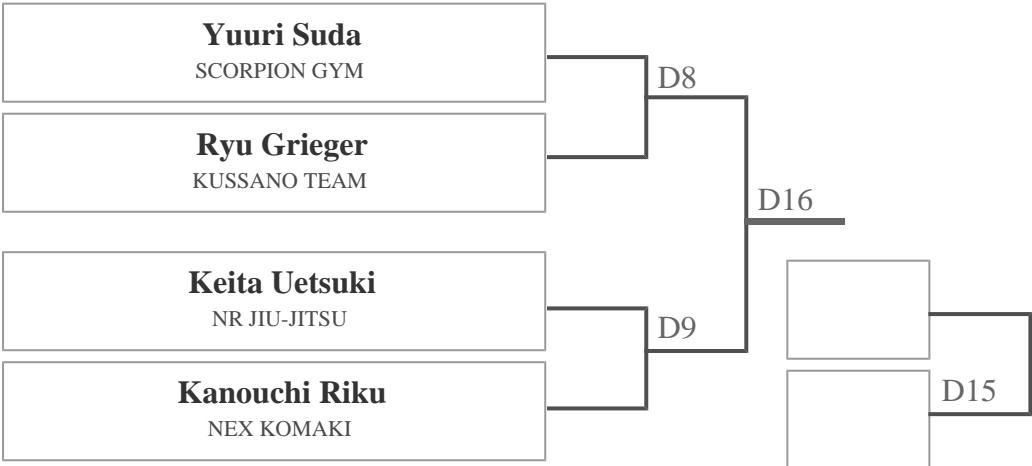 Yuuri Suda
SCORPION GYM
D8
Ryu Grieger
KUSSANO TEAM
D16
Keita Uetsuki
NR JIU-JITSU
D9
Kanouchi Riku
NEX KOMAKI
D15